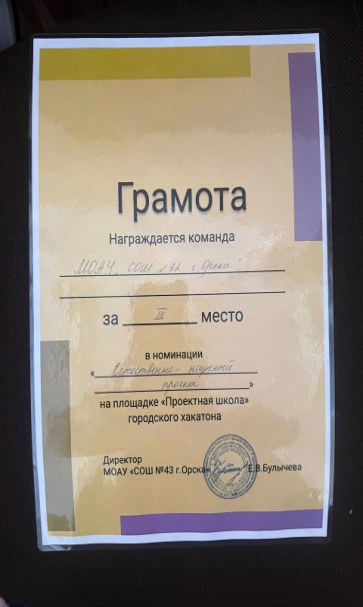 Грамота
Награждается команда
МОАУ „СОШ
г. Орска"
за III место
в номинации
« Естественно - научный
проект »
на площадке «Проектная школа»
городского хакатона
Директор
МОАУ «СОШ №43 г.Орска» Е.В.Булычева